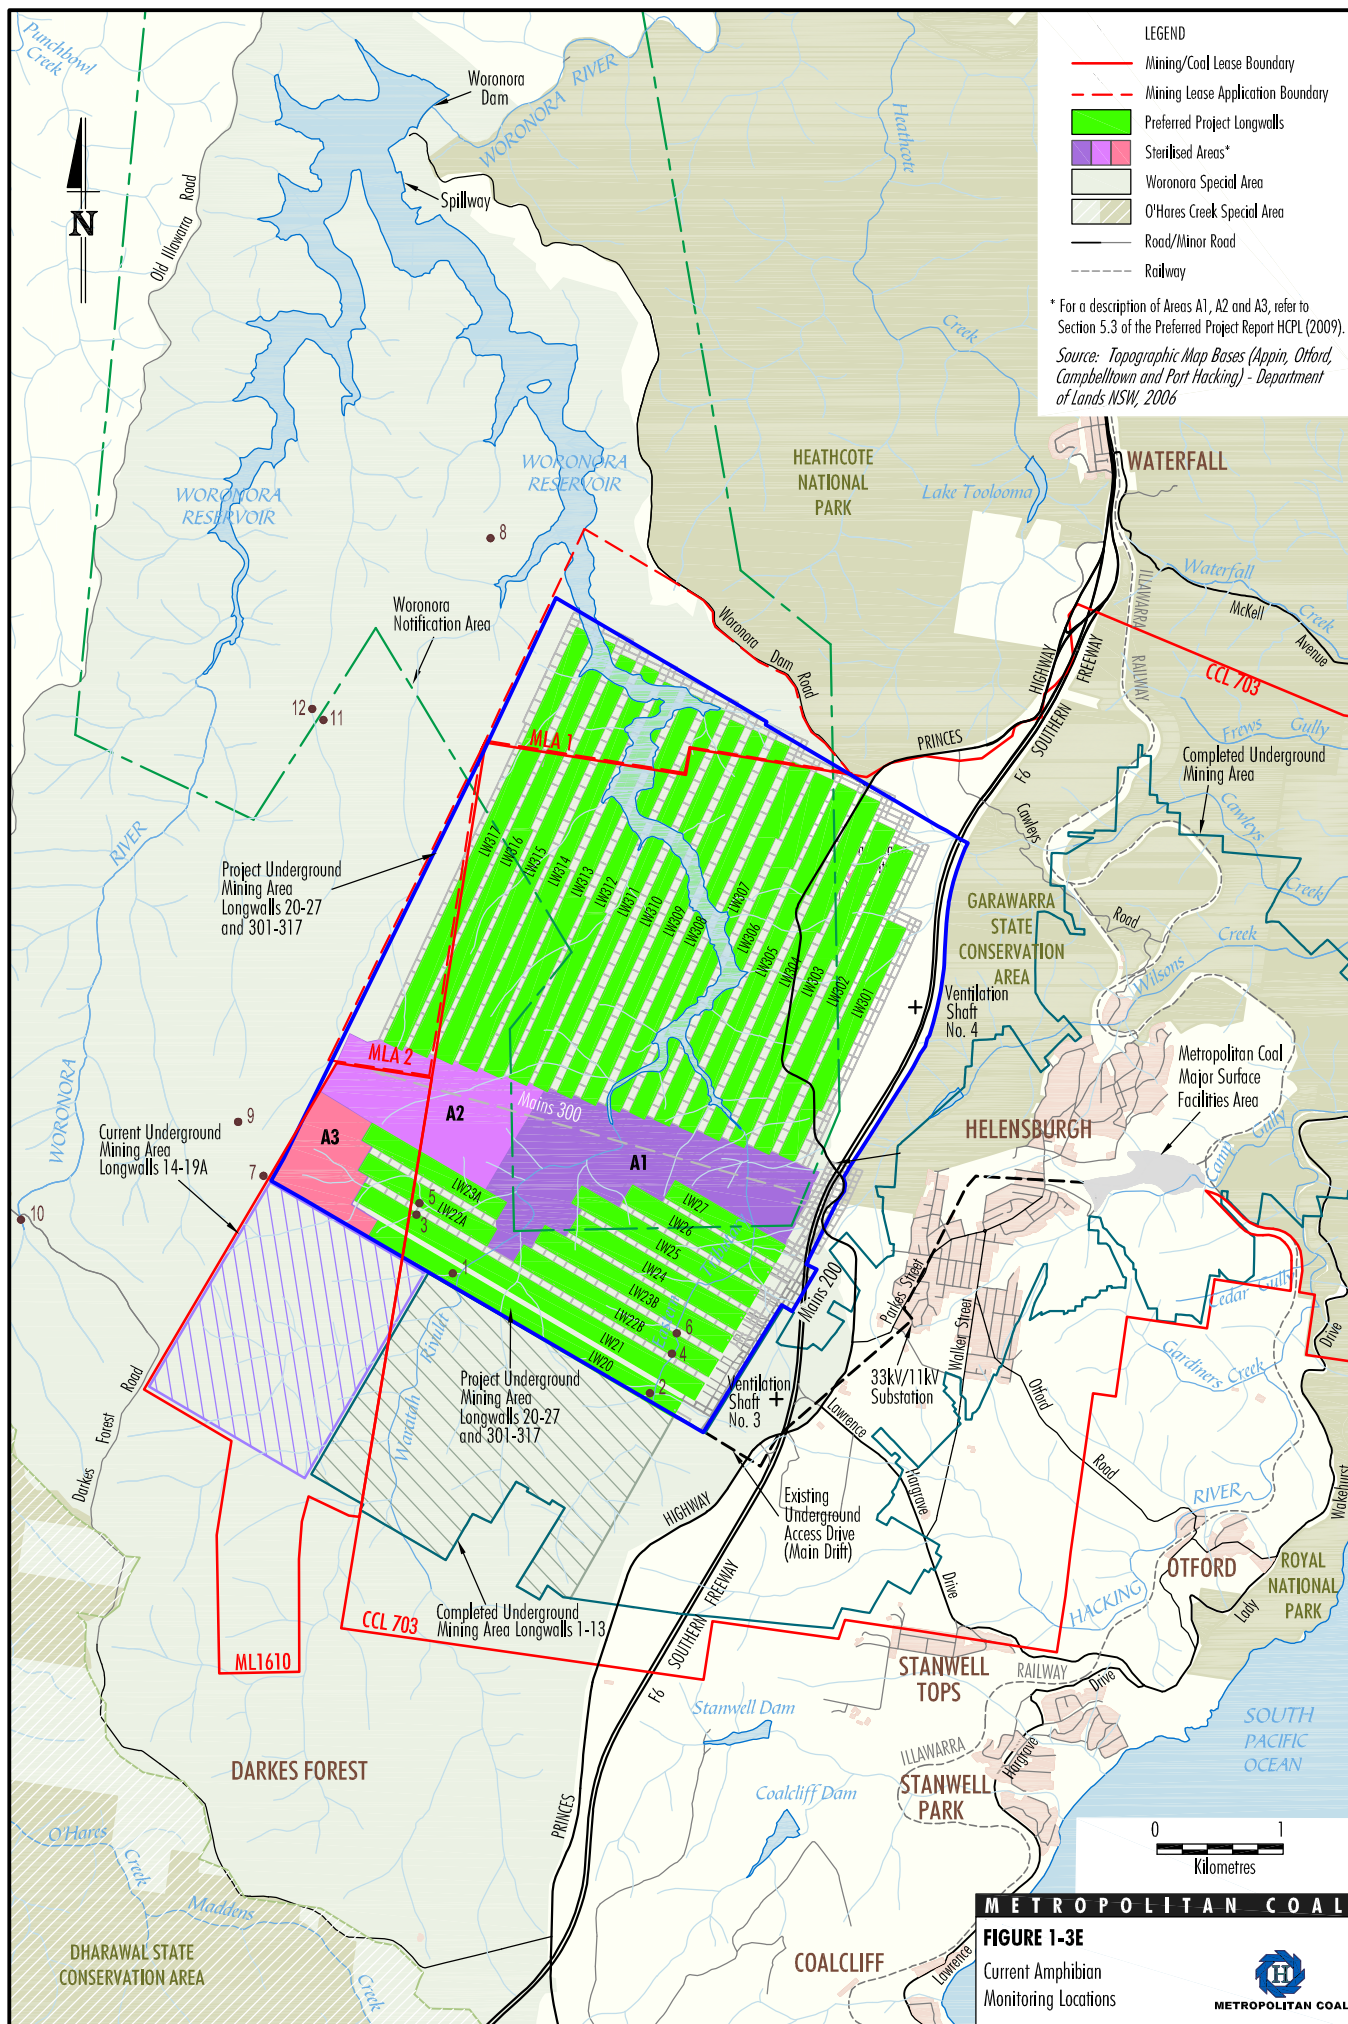 LEGEND
Mining/Coal Lease Boundary
Mining Lease Application Boundary
Preferred Project Longwalls
Sterilised Areas*
Woronora Special Area
O'Hares Creek Special Area
Road/Minor Road
Railway
* For a description of Areas A1, A2 and A3, refer to
Section 5.3 of the Preferred Project Report HCPL (2009).
Source: Topographic Map Bases (Appin, Otford,
Campbelltown and Port Hacking) - Department
of Lands NSW, 2006
Punchbowl
Creek
Woronora
Dam
WORONORA RIVER
Heathcote
Creek
N
Old Illawarra Road
Spillway
WORONORA
RESERVOIR
WORONORA
RESERVOIR
HEATHCOTE
NATIONAL
PARK
Lake Toolooma
WATERFALL
8
Woronora
Notification Area
Waterfall
Creek
McKell
Avenue
ILLAWARRA RAILWAY
Woronora Dam Road
HIGHWAY
FREEWAY
CCL 703
12
11
MLA 1
PRINCES
F6 SOUTHERN
Frews Gully
Completed Underground
Mining Area
Cawleys
Creek
Cawleys
Road
RIVER
Project Underground
Mining Area
Longwalls 20-27
and 301-317
LW317
LW316
LW315
LW314
LW313
LW312
LW311
LW310
LW309
LW308
LW307
LW306
LW305
LW304
LW303
LW302
LW301
GARAWARRA
STATE
CONSERVATION
AREA
Creek
Wilsons
Ventilation
Shaft
No. 4
MLA 2
WORONORA
Metropolitan Coal
Major Surface
Facilities Area
Mains 300
A2
A3
A1
HELENSBURGH
Camp
Gully
9
Current Underground
Mining Area
Longwalls 14-19A
7
10
5
3
1
6
4
2
LW23A
LW22A
LW27
LW26
LW25
LW24
LW23B
LW22B
LW21
LW20
Mains 200
Parkes Street
Walker Street
Cedar Gully
Gardiners Creek
Drive
Waratah Rivulet
Project Underground
Mining Area
Longwalls 20-27
and 301-317
Ventilation
Shaft
No. 3
33kV/11kV
Substation
Lawrence
Hargrave
Drive
Otford
Road
Road
Forest
Darkes
HIGHWAY
Existing
Underground
Access Drive
(Main Drift)
RIVER
HACKING
Wakehurst
OTFORD
ROYAL
NATIONAL
PARK
Lady
Completed Underground
Mining Area Longwalls 1-13
CCL 703
ML1610
F6 SOUTHERN FREEWAY
STANWELL
TOPS
RAILWAY
Drive
Stanwell Dam
SOUTH
PACIFIC
OCEAN
DARKES FOREST
ILLAWARRA
Hargrave
STANWELL
PARK
Coalcliff Dam
PRINCES
0 1
Kilometres
O'Hares
Creek
Maddens
Creek
DHARAWAL STATE
CONSERVATION AREA
COALCLIFF
Lawrence
METROPOLITAN COAL
FIGURE 1-3E
Current Amphibian
Monitoring Locations
H
METROPOLITAN COAL